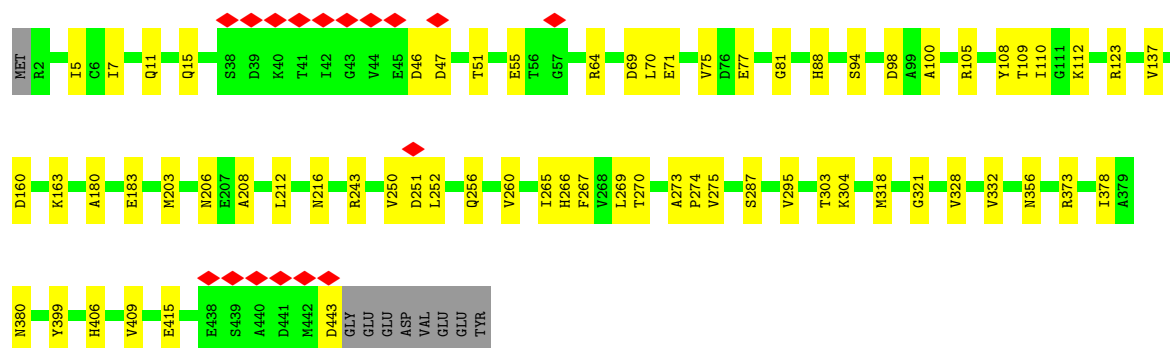 MET R2 I5 C6 I7 Q11 Q15 S38 D39 K40 T41 I42 G43 V44 E45 D46 D47 T51 E55 T56 G57 R64 D69 L70 E71 V75 D76 E77 G81 H88 S94 D98 A99 A100 R105 Y108 T109 I110 G111 K112 R123 V137
D160 K163 A180 E183 M203 N206 E207 A208 L212 N216 R243 V250 D251 L252 Q256 V260 I265 H266 F267 V268 L269 T270 A273 P274 V275 S287 V295 T303 K304 M318 G321 V328 V332 N356 R373 I378 A379
N380 Y399 H406 V409 E415 E438 S439 A440 D441 M442 D443 GLY GLU GLU ASP VAL GLU GLU TYR